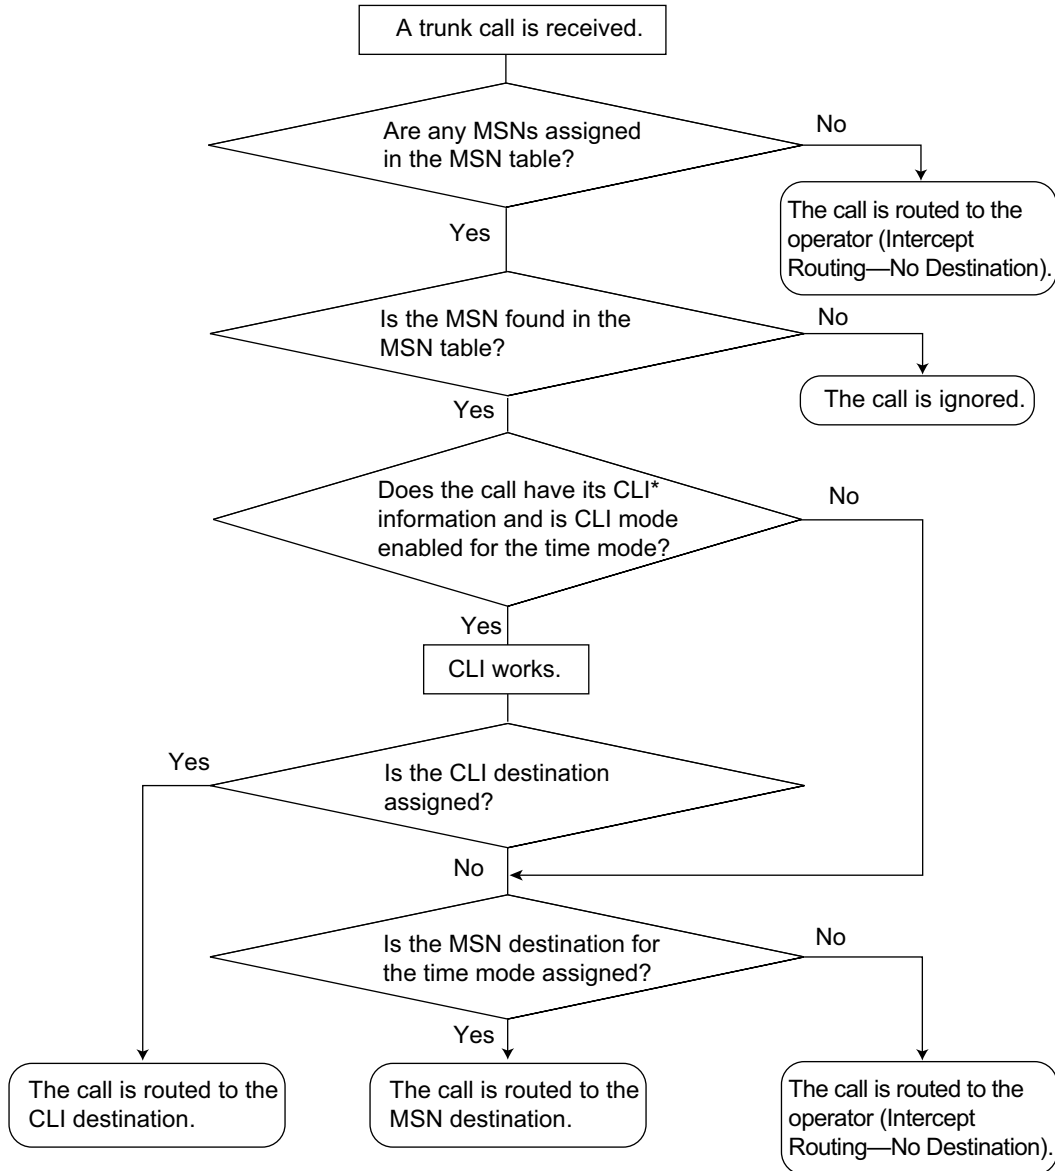 A trunk call is received.
Are any MSNs assigned
in the MSN table?
No
Yes
The call is routed to the
operator (Intercept
Routing—No Destination).
Is the MSN found in the
MSN table?
No
Yes
The call is ignored.
Does the call have its CLI*
information and is CLI mode
enabled for the time mode?
No
Yes
CLI works.
Yes
Is the CLI destination
assigned?
No
Is the MSN destination for
the time mode assigned?
No
Yes
The call is routed to the
CLI destination.
The call is routed to the
MSN destination.
The call is routed to the
operator (Intercept
Routing—No Destination).